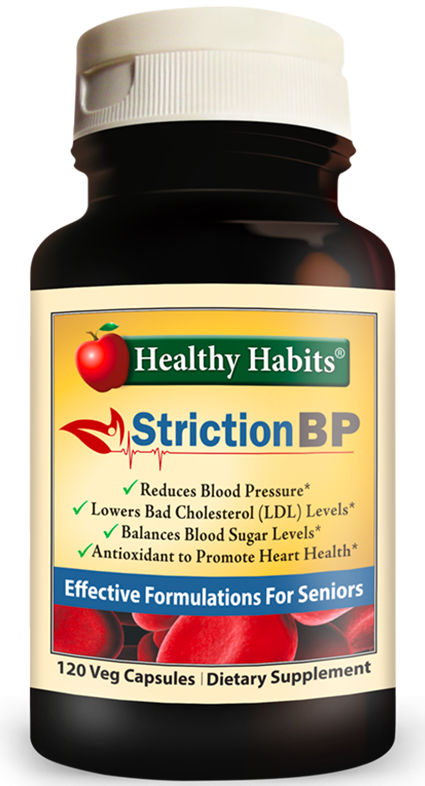 Healthy Habits®
StrictionBP
✓Reduces Blood Pressure*
✓Lowers Bad Cholesterol (LDL) Levels*
✓Balances Blood Sugar Levels*
✓Antioxidant to Promote Heart Health*
Effective Formulations For Seniors
120 Veg Capsules | Dietary Supplement